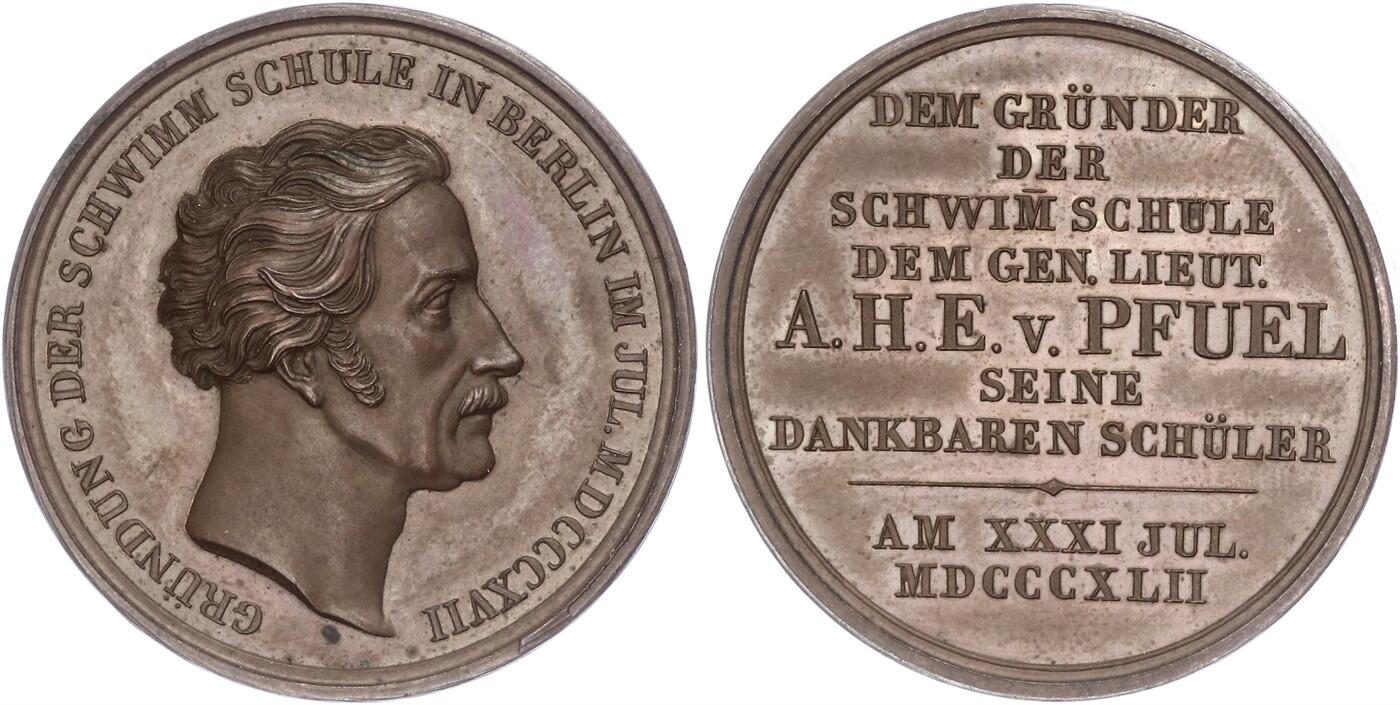 GRÜNDUNG DER SCHWIMM SCHULE IN BERLIN IM JUL. MDCCCXVII
DEM GRÜNDER
DER
SCHWIM̄ SCHULE
DEM GEN. LIEUT.
A. H. E. v. PFUEL
SEINE
DANKBAREN SCHÜLER
AM XXXI JUL.
MDCCCXLII